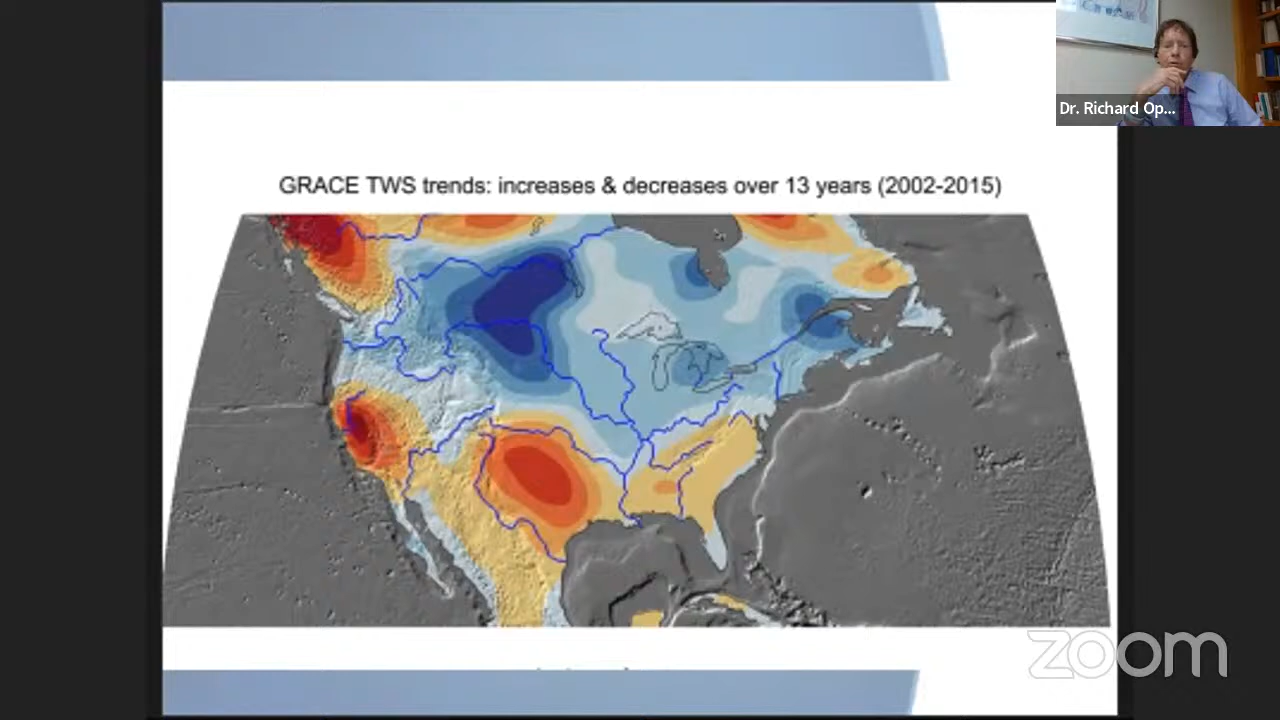 Dr. Richard Op...
GRACE TWS trends: increases & decreases over 13 years (2002-2015)
zoom